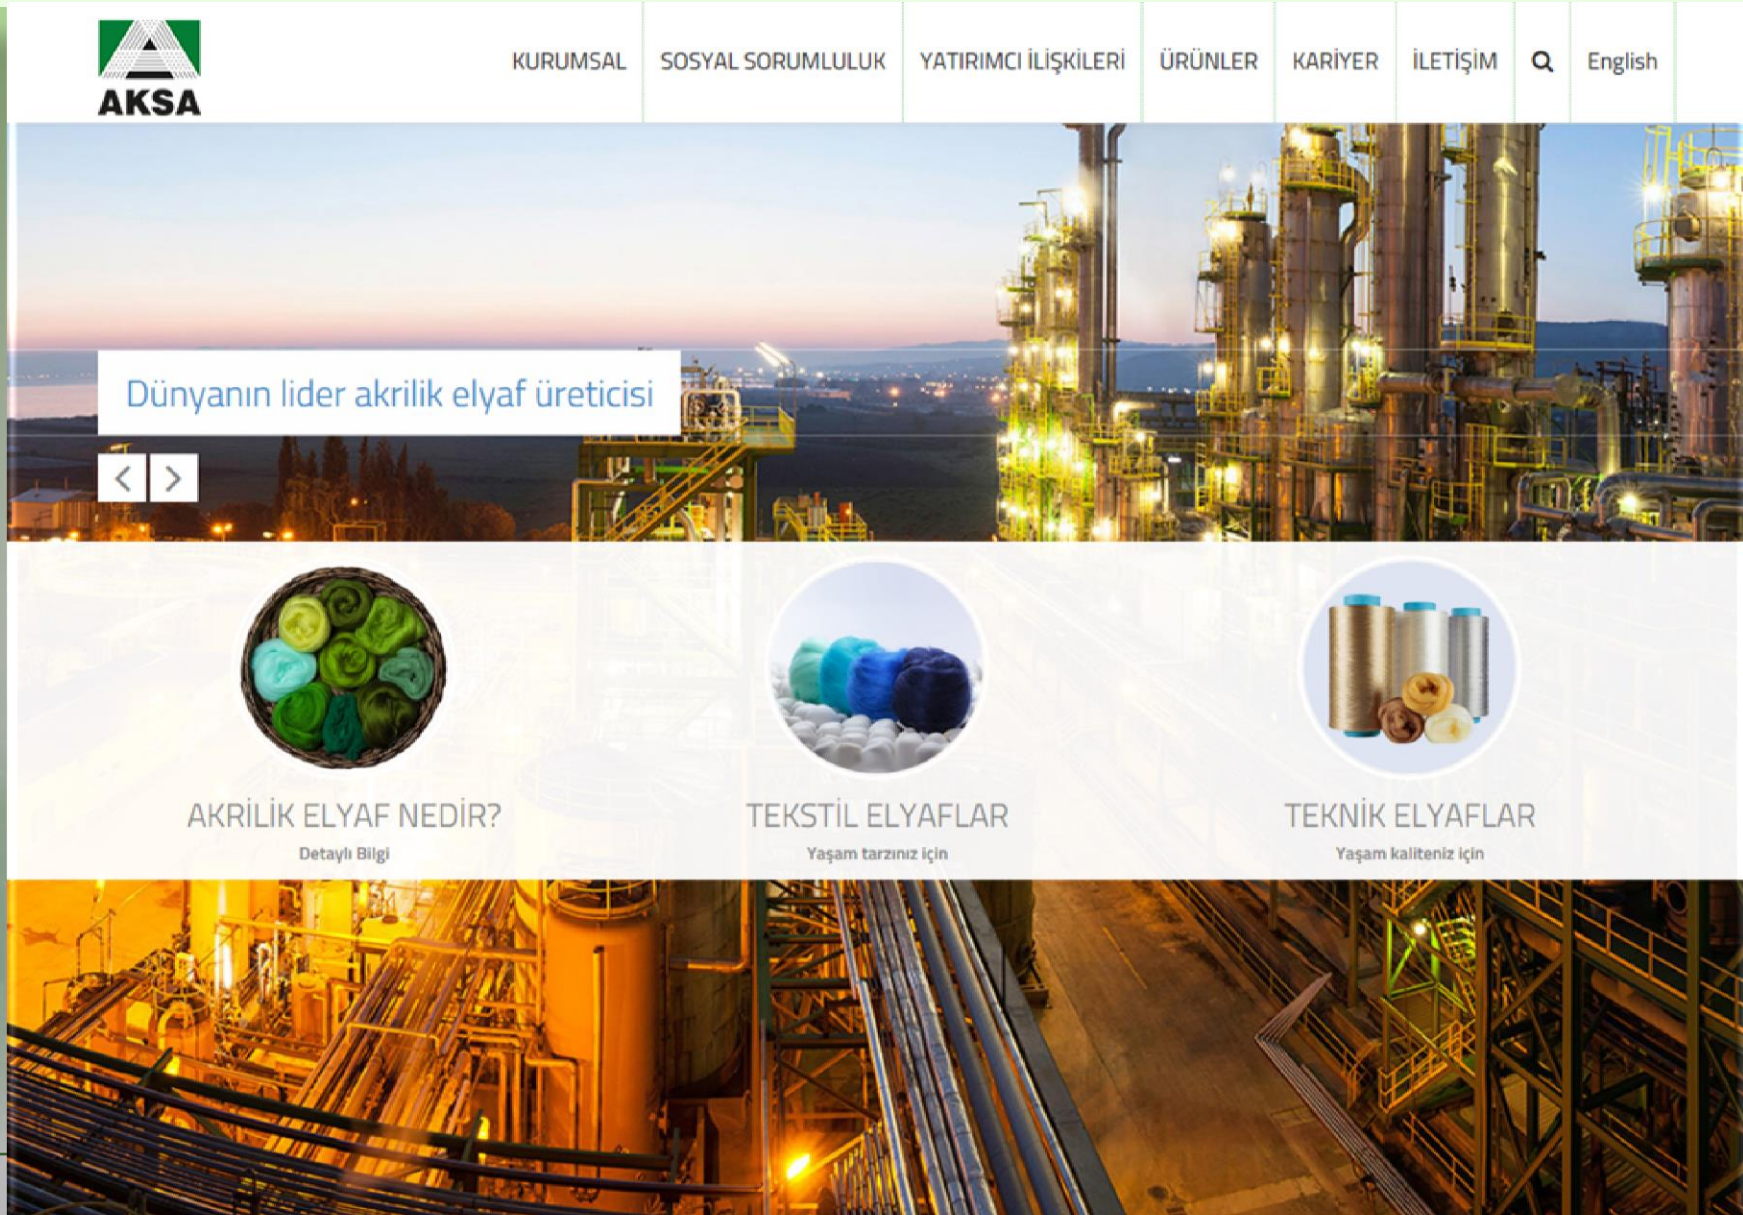 AKSA
KURUMSAL
SOSYAL SORUMLULUK
YATIRIMCI İLİŞKİLERİ
ÜRÜNLER
KARİYER
İLETİŞİM
English
Dünyanın lider akrilik elyaf üreticisi
AKRİLİK ELYAF NEDİR?
Detaylı Bilgi
TEKSTİL ELYAFLAR
Yaşam tarzınız için
TEKNİK ELYAFLAR
Yaşam kaliteniz için